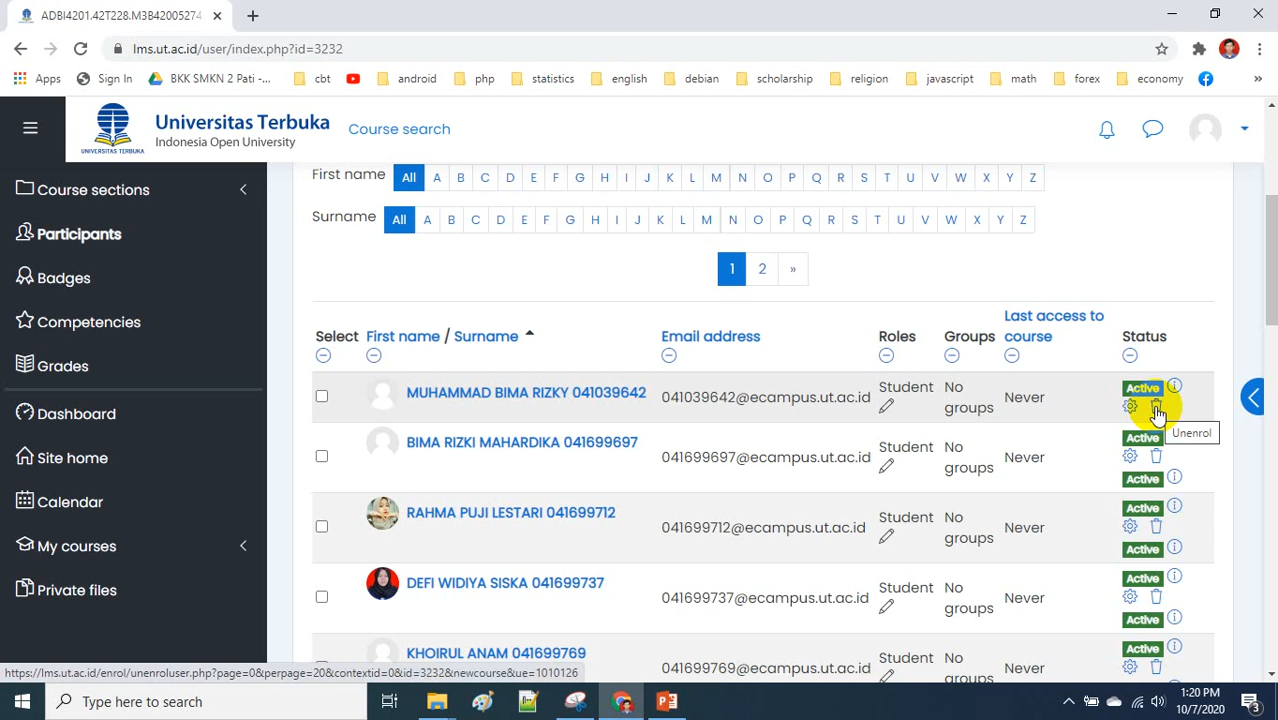 ADBI4201.42T228.M3B42005274
lms.ut.ac.id/user/index.php?id=3232
Apps Sign In BKK SMKN 2 Pati - ... cbt android php statistics english debian scholarship religion javascript math forex economy »
UNIVERSITAS TERBUKA
Universitas Terbuka
Indonesia Open University
Course search
Course sections
Participants
Badges
Competencies
Grades
Dashboard
Site home
Calendar
My courses
Private files
First name All A B C D E F G H I J K L M N O P Q R S T U V W X Y Z
Surname All A B C D E F G H I J K L M N O P Q R S T U V W X Y Z
1 2 »
Select First name / Surname Email address Roles Groups Last access to course Status
MUHAMMAD BIMA RIZKY 041039642 041039642@ecampus.ut.ac.id Student No groups Never Active
Unenrol
BIMA RIZKI MAHARDIKA 041699697 041699697@ecampus.ut.ac.id Student No groups Never Active
Active
RAHMA PUJI LESTARI 041699712 041699712@ecampus.ut.ac.id Student No groups Never Active
Active
DEFI WIDIYA SISKA 041699737 041699737@ecampus.ut.ac.id Student No groups Never Active
Active
KHOIRUL ANAM 041699769 041699769@ecampus.ut.ac.id Student No groups Never Active
https://lms.ut.ac.id/enrol/unenroluser.php?page=0&perpage=20&contextid=0&id=3232&newcourse&ue=1010126
Type here to search
1:20 PM
10/7/2020
3